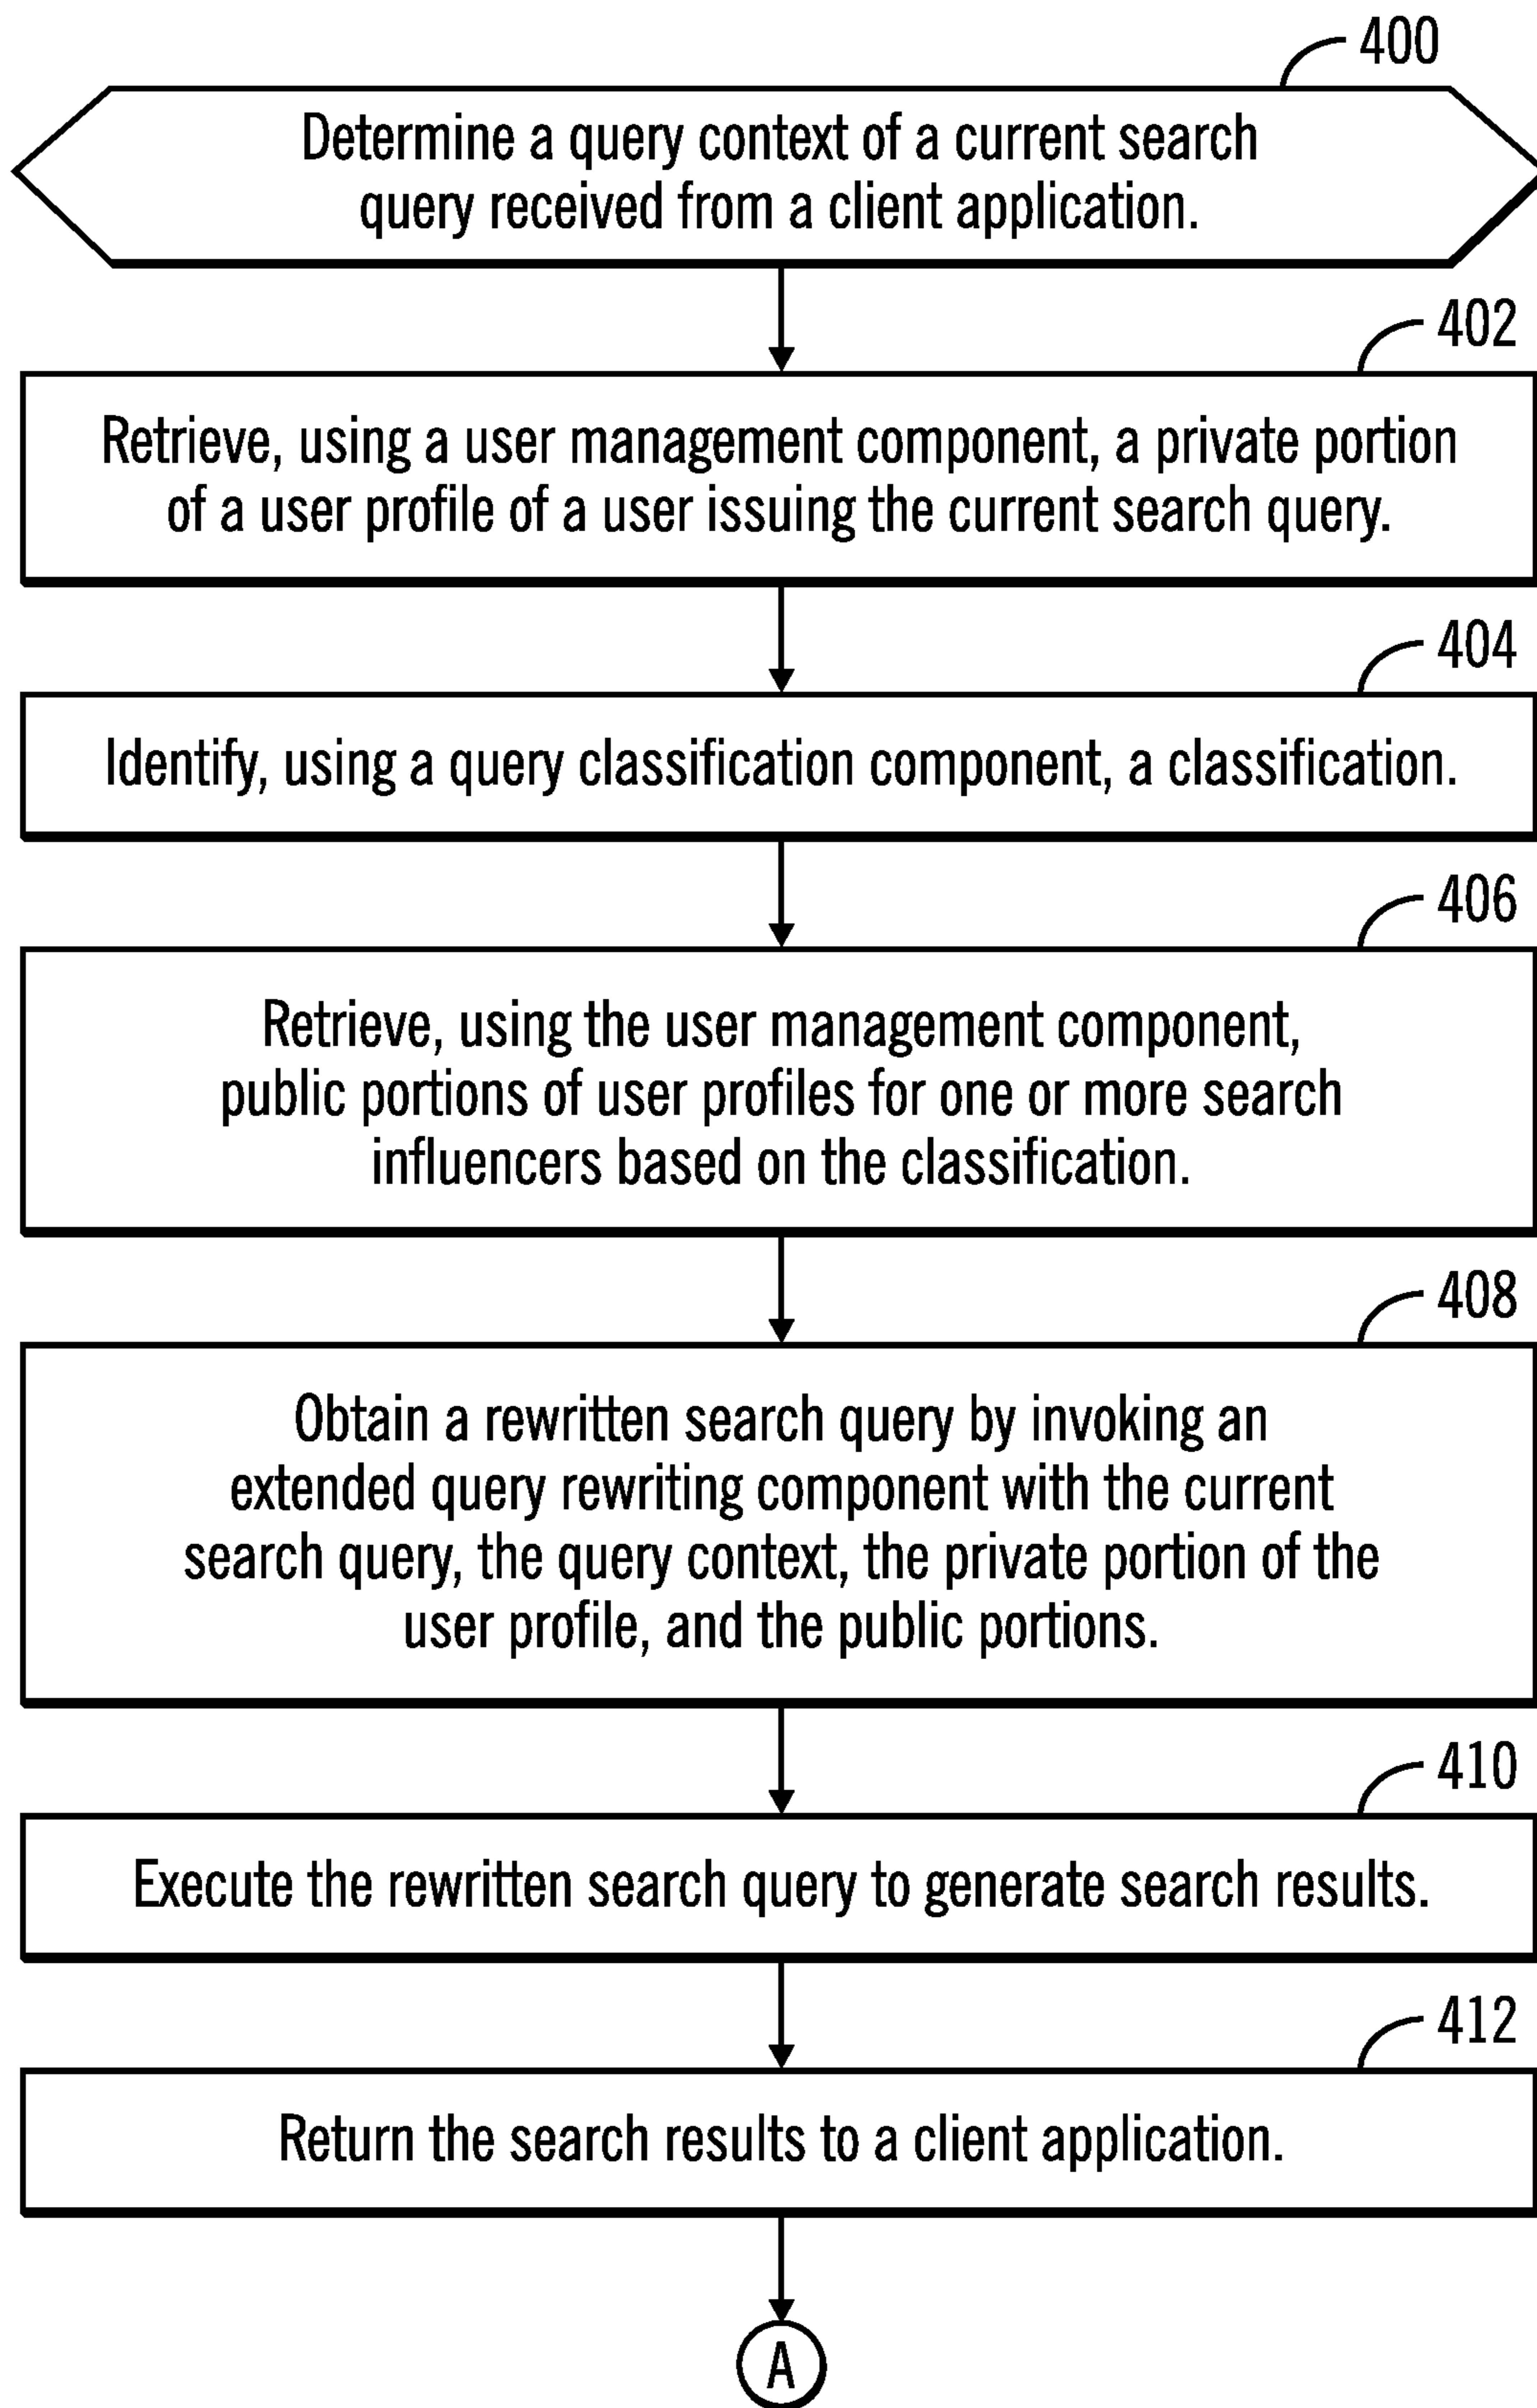 400
Determine a query context of a current search
query received from a client application.
402
Retrieve, using a user management component, a private portion
of a user profile of a user issuing the current search query.
404
Identify, using a query classification component, a classification.
406
Retrieve, using the user management component,
public portions of user profiles for one or more search
influencers based on the classification.
408
Obtain a rewritten search query by invoking an
extended query rewriting component with the current
search query, the query context, the private portion of the
user profile, and the public portions.
410
Execute the rewritten search query to generate search results.
412
Return the search results to a client application.
A